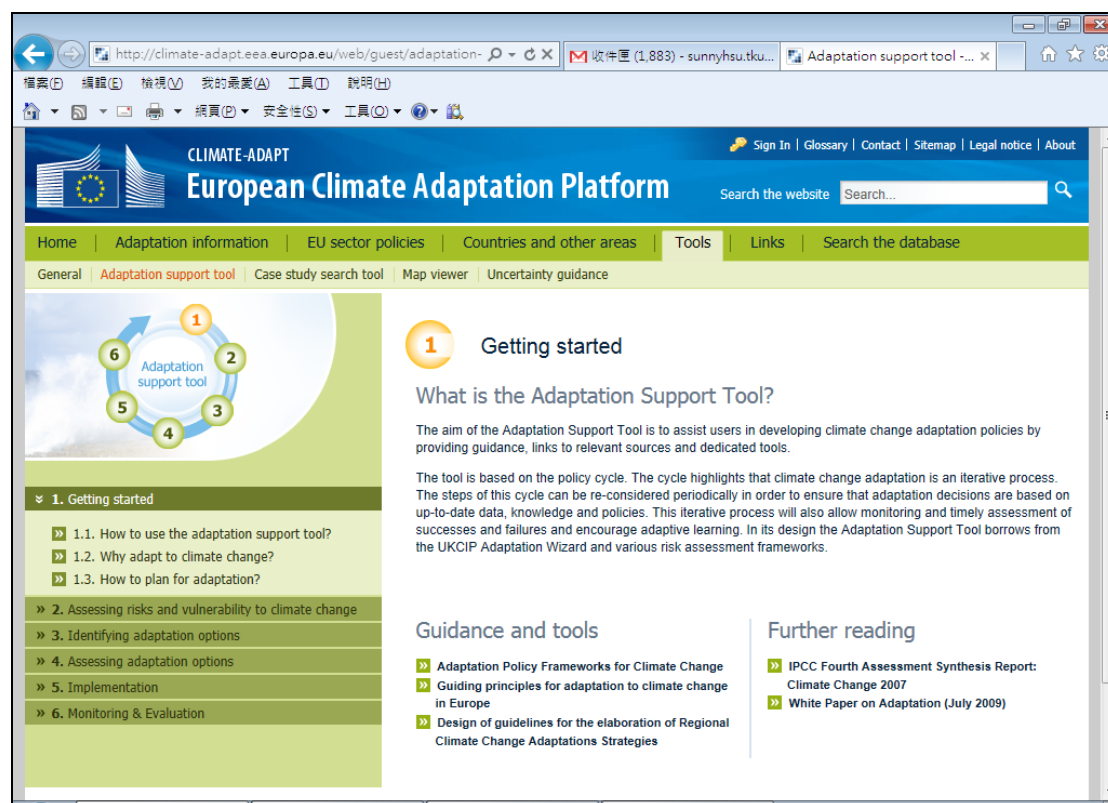 http://climate-adapt.eea.europa.eu/web/guest/adaptation-
收件匣 (1,883) - sunnyhsu.tku...
Adaptation support tool -...
檔案(F) 編輯(E) 檢視(V) 我的最愛(A) 工具(T) 說明(H)
網頁(P) 安全性(S) 工具(O)
Sign In | Glossary | Contact | Sitemap | Legal notice | About
CLIMATE-ADAPT
European Climate Adaptation Platform
Search the website Search...
Home | Adaptation information | EU sector policies | Countries and other areas | Tools | Links | Search the database
General | Adaptation support tool | Case study search tool | Map viewer | Uncertainty guidance
1
2
3
4
5
6
Adaptation
support tool
1. Getting started
1.1. How to use the adaptation support tool?
1.2. Why adapt to climate change?
1.3. How to plan for adaptation?
» 2. Assessing risks and vulnerability to climate change
» 3. Identifying adaptation options
» 4. Assessing adaptation options
» 5. Implementation
» 6. Monitoring & Evaluation
1 Getting started
What is the Adaptation Support Tool?
The aim of the Adaptation Support Tool is to assist users in developing climate change adaptation policies by
providing guidance, links to relevant sources and dedicated tools.
The tool is based on the policy cycle. The cycle highlights that climate change adaptation is an iterative process.
The steps of this cycle can be re-considered periodically in order to ensure that adaptation decisions are based on
up-to-date data, knowledge and policies. This iterative process will also allow monitoring and timely assessment of
successes and failures and encourage adaptive learning. In its design the Adaptation Support Tool borrows from
the UKCIP Adaptation Wizard and various risk assessment frameworks.
Guidance and tools
Adaptation Policy Frameworks for Climate Change
Guiding principles for adaptation to climate change
in Europe
Design of guidelines for the elaboration of Regional
Climate Change Adaptations Strategies
Further reading
IPCC Fourth Assessment Synthesis Report:
Climate Change 2007
White Paper on Adaptation (July 2009)